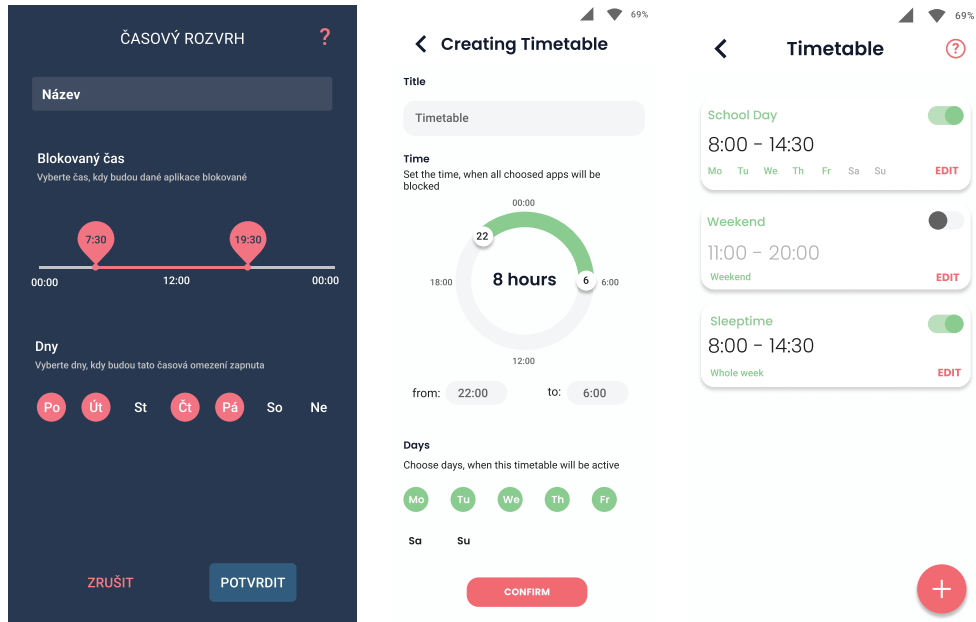 ČASOVÝ ROZVRH
?
Název
Blokovaný čas
Vyberte čas, kdy budou dané aplikace blokované
7:30
19:30
00:00
12:00
00:00
Dny
Vyberte dny, kdy budou tato časová omezení zapnuta
Po Út St Čt Pá So Ne
ZRUŠIT
POTVRDIT
69%
Creating Timetable
Title
Timetable
Time
Set the time, when all choosed apps will be
blocked
00:00
22
18:00
8 hours
6
6:00
12:00
from: 22:00
to: 6:00
Days
Choose days, when this timetable will be active
Mo Tu We Th Fr
Sa Su
CONFIRM
69%
Timetable
?
School Day
8:00 - 14:30
Mo Tu We Th Fr Sa Su
EDIT
Weekend
11:00 - 20:00
Weekend
EDIT
Sleeptime
8:00 - 14:30
Whole week
EDIT
+